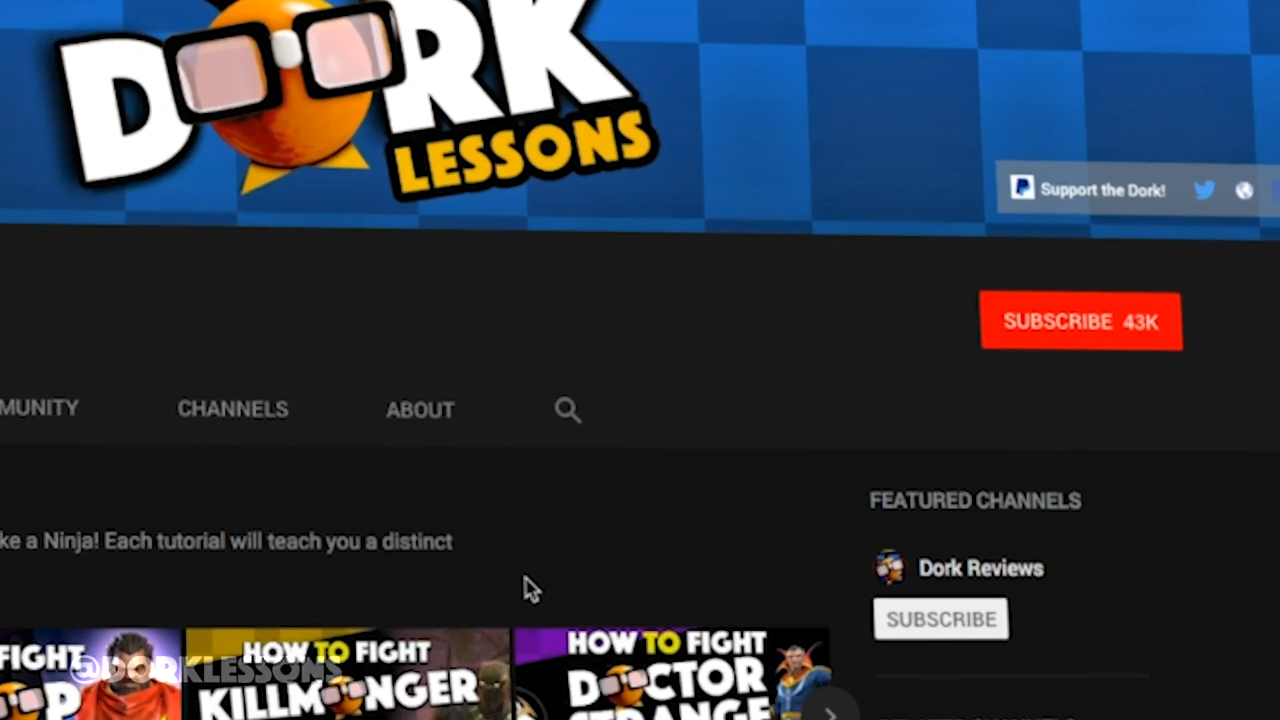 DORK
LESSONS
Support the Dork!
SUBSCRIBE 43K
MUNITY
CHANNELS
ABOUT
FEATURED CHANNELS
ke a Ninja! Each tutorial will teach you a distinct
Dork Reviews
SUBSCRIBE
FIGHT
@DORKLESSONS
HOW TO FIGHT
KILLMONGER
HOW TO FIGHT
DOCTOR
STRANGE